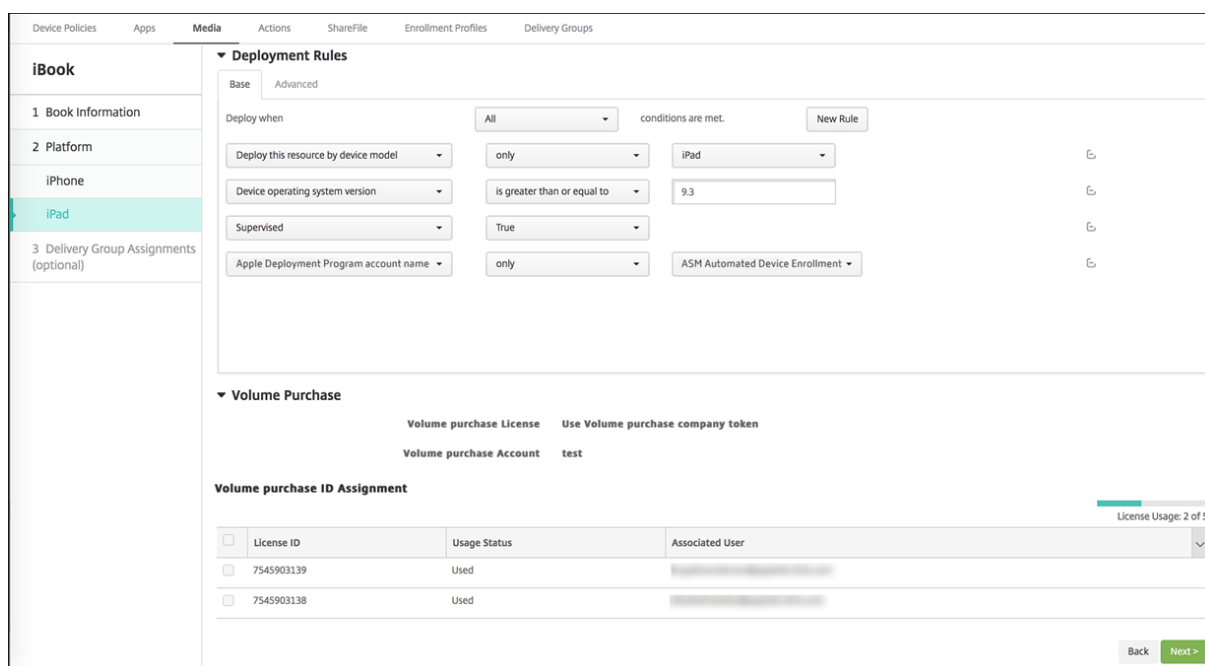 Device Policies Apps Media Actions ShareFile Enrollment Profiles Delivery Groups
iBook
1 Book Information
2 Platform
iPhone
iPad
3 Delivery Group Assignments
(optional)
Deployment Rules
Base Advanced
Deploy when All conditions are met. New Rule
Deploy this resource by device model only iPad
Device operating system version is greater than or equal to 9.3
Supervised True
Apple Deployment Program account name only ASM Automated Device Enrollment
Volume Purchase
Volume purchase License Use Volume purchase company token
Volume purchase Account test
Volume purchase ID Assignment
License Usage: 2 of 5
License ID Usage Status Associated User
7545903139 Used
7545903138 Used
Back Next >